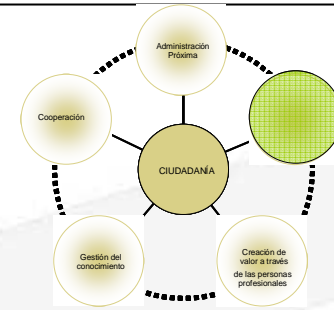 Administración
Próxima
Cooperación
CIUDADANÍA
Gestión del
conocimiento
Creación de
valor a través
de las personas
profesionales